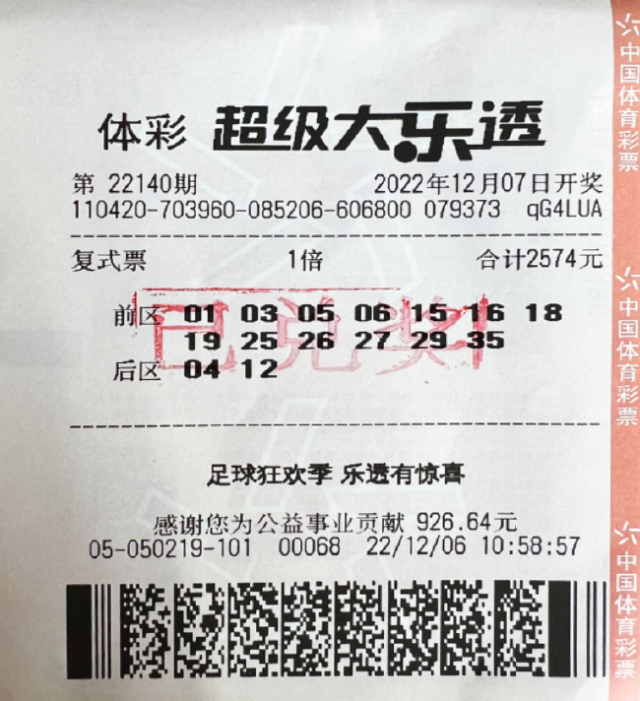 体彩 超级大乐透
第 22140期 2022年12月07日开奖
110420-703960-085206-606800 079373 qG4LUA
复式票 1倍 合计2574元
前区 01 03 05 06 15 16 18
19 25 26 27 29 35
后区 04 12
已兑奖
足球狂欢季 乐透有惊喜
感谢您为公益事业贡献 926.64元
05-050219-101 00068 22/12/06 10:58:57
中国体育彩票
中国体育彩票
中国体育彩票